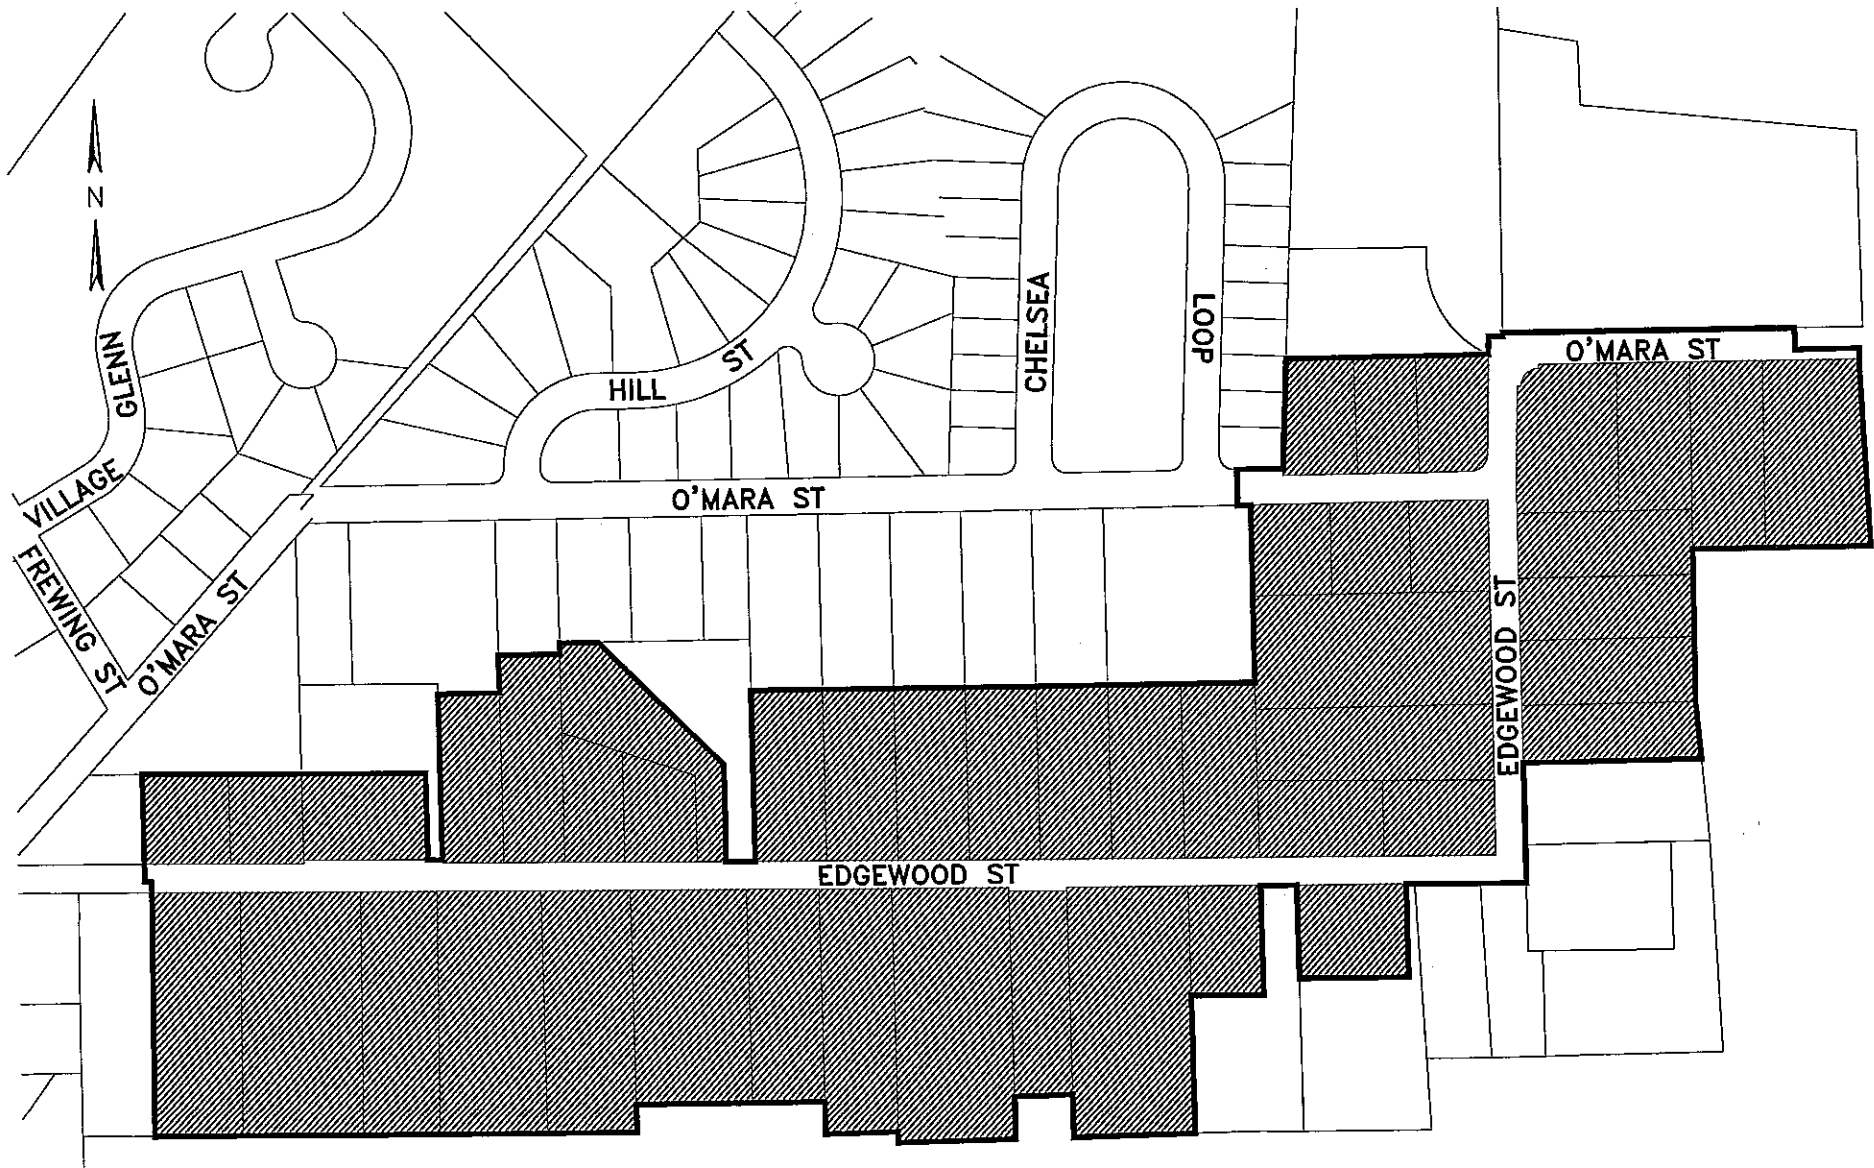 N
GLENN
VILLAGE
FREWING ST
O'MARA ST
HILL
ST
CHELSEA
LOOP
O'MARA ST
O'MARA ST
EDGEWOOD ST
EDGEWOOD ST